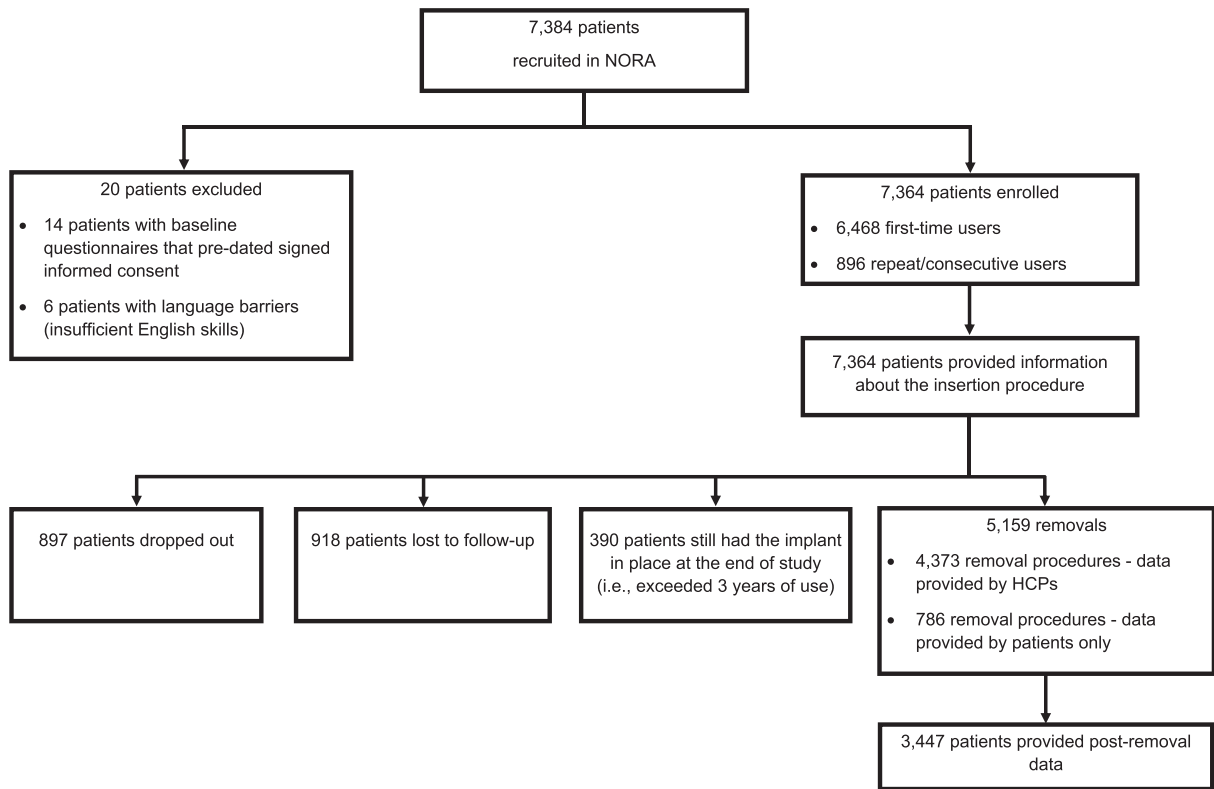 7,384 patients
recruited in NORA
20 patients excluded
• 14 patients with baseline
questionnaires that pre-dated signed
informed consent
• 6 patients with language barriers
(insufficient English skills)
7,364 patients enrolled
• 6,468 first-time users
• 896 repeat/consecutive users
7,364 patients provided information
about the insertion procedure
897 patients dropped out
918 patients lost to follow-up
390 patients still had the implant
in place at the end of study
(i.e., exceeded 3 years of use)
5,159 removals
• 4,373 removal procedures - data
provided by HCPs
• 786 removal procedures - data
provided by patients only
3,447 patients provided post-removal
data